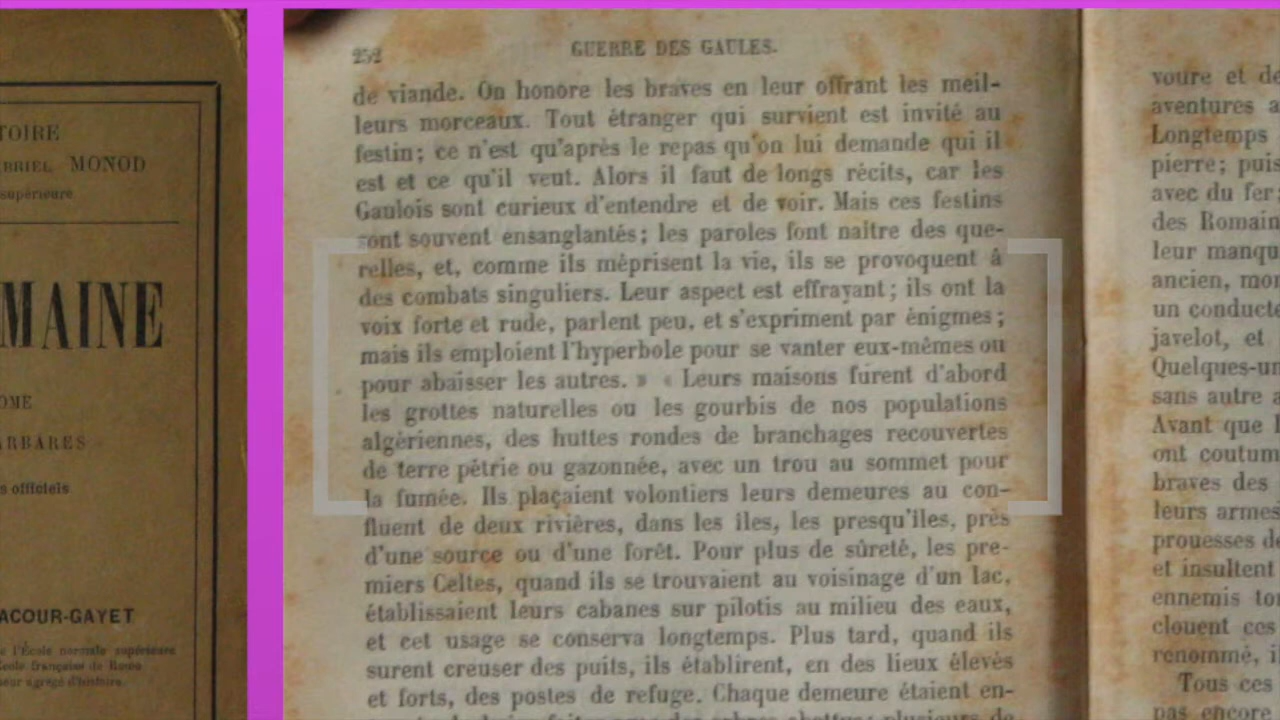 TOIRE
BRIEL MONOD
supérieure
MAINE
OME
ARBARES
s officiels
ACOUR-GAYET
e l'École normale supérieure
École française de Rome
seur agrégé d'histoire.
252
GUERRE DES GAULES.
de viande. On honore les braves en leur offrant les meil-
leurs morceaux. Tout étranger qui survient est invité au
festin; ce n'est qu'après le repas qu'on lui demande qui il
est et ce qu'il veut. Alors il faut de longs récits, car les
Gaulois sont curieux d'entendre et de voir. Mais ces festins
sont souvent ensanglantés; les paroles font naître des que-
relles, et, comme ils méprisent la vie, ils se provoquent à
des combats singuliers. Leur aspect est effrayant; ils ont la
voix forte et rude, parlent peu, et s'expriment par énigmes;
mais ils emploient l'hyperbole pour se vanter eux-mêmes ou
pour abaisser les autres. » « Leurs maisons furent d'abord
les grottes naturelles ou les gourbis de nos populations
algériennes, des huttes rondes de branchages recouvertes
de terre pétrie ou gazonnée, avec un trou au sommet pour
la fumée. Ils plaçaient volontiers leurs demeures au con-
fluent de deux rivières, dans les îles, les presqu'îles, près
d'une source ou d'une forêt. Pour plus de sûreté, les pre-
miers Celtes, quand ils se trouvaient au voisinage d'un lac,
établissaient leurs cabanes sur pilotis au milieu des eaux,
et cet usage se conserva longtemps. Plus tard, quand ils
surent creuser des puits, ils établirent, en des lieux élevés
et forts, des postes de refuge. Chaque demeure étaient en-
voure et de
aventures a
Longtemps
pierre; puis
avec du fer;
des Romain
leur manqu
ancien, mon
un conducte
javelot, et
Quelques-un
sans autre a
Avant que l
ont coutum
braves des
leurs armes
prouesses de
et insultent
ennemis tom
clouent ces
renommé, il
Tous ces
pas encore